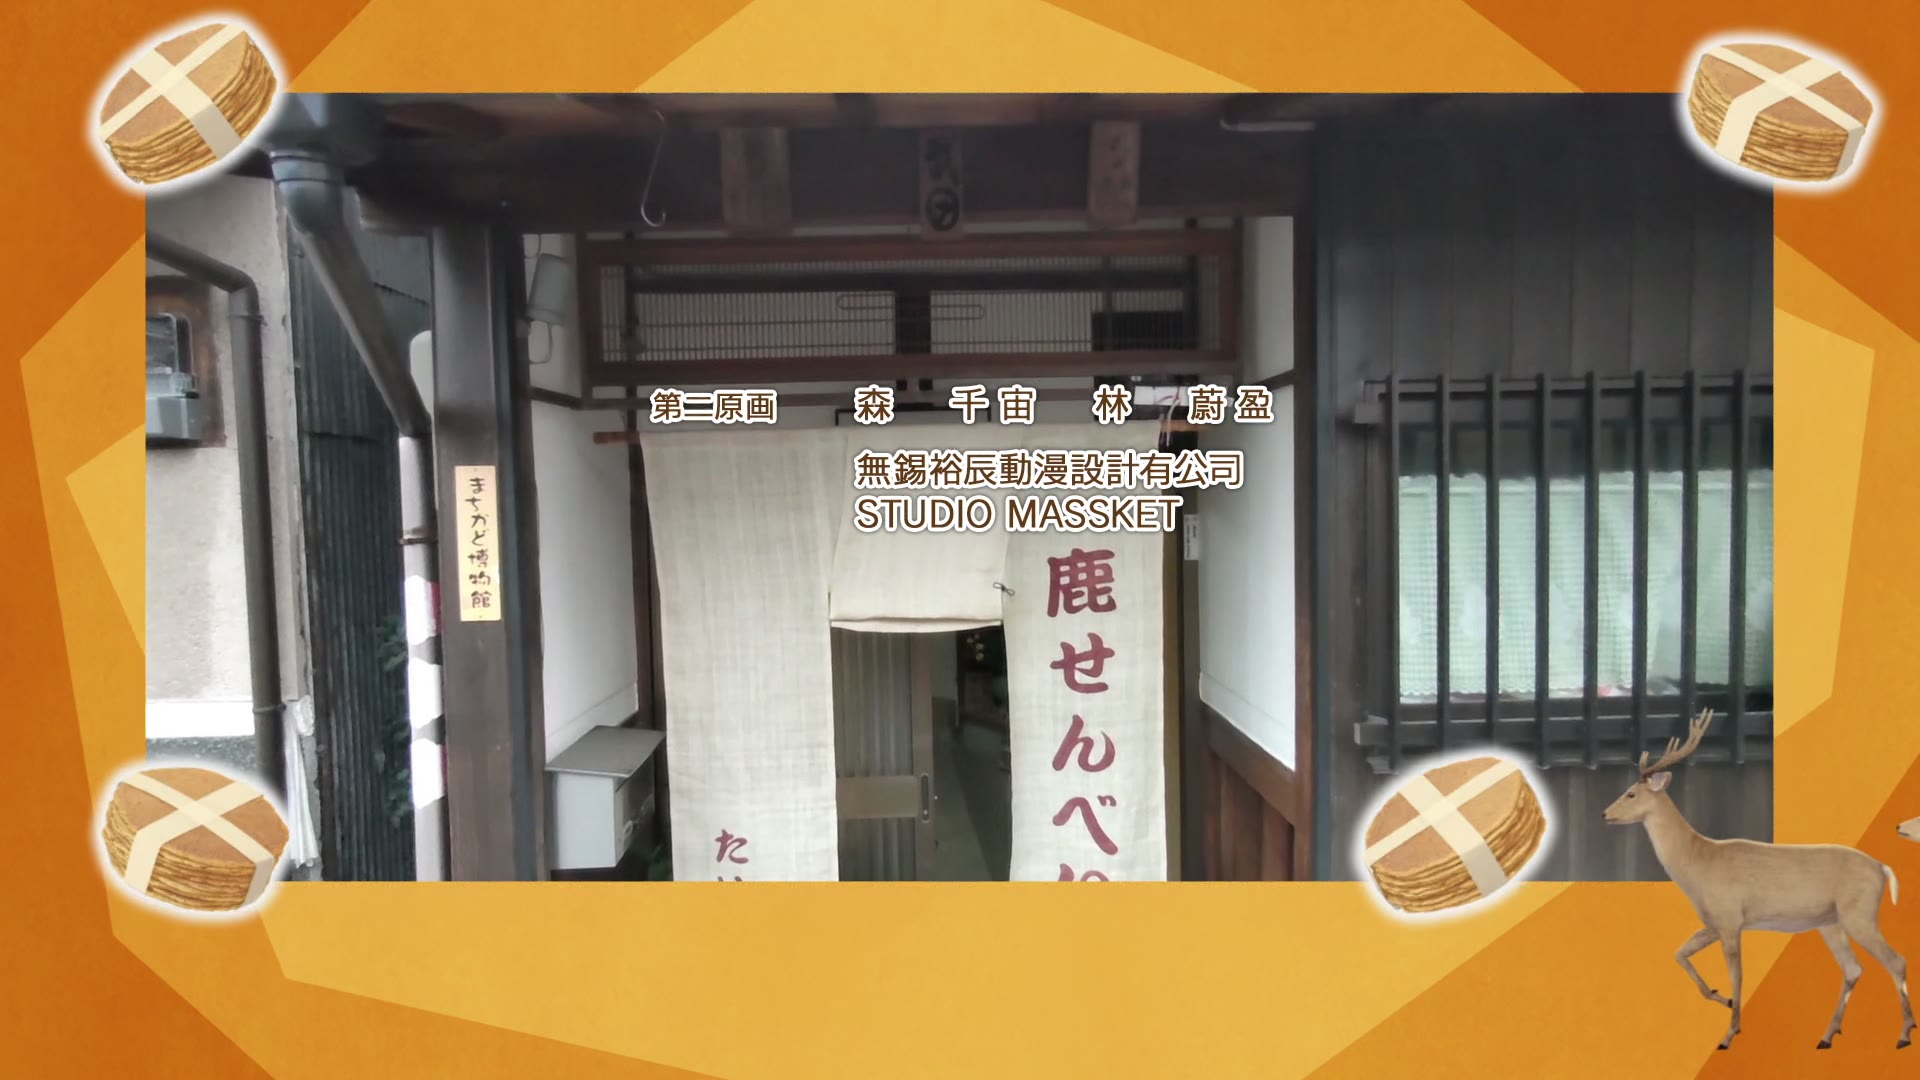 第二原画　森　千宙　林　蔚盈
無錫裕辰動漫設計有公司
STUDIO MASSKET
まちかど博物館
鹿せんべい
た